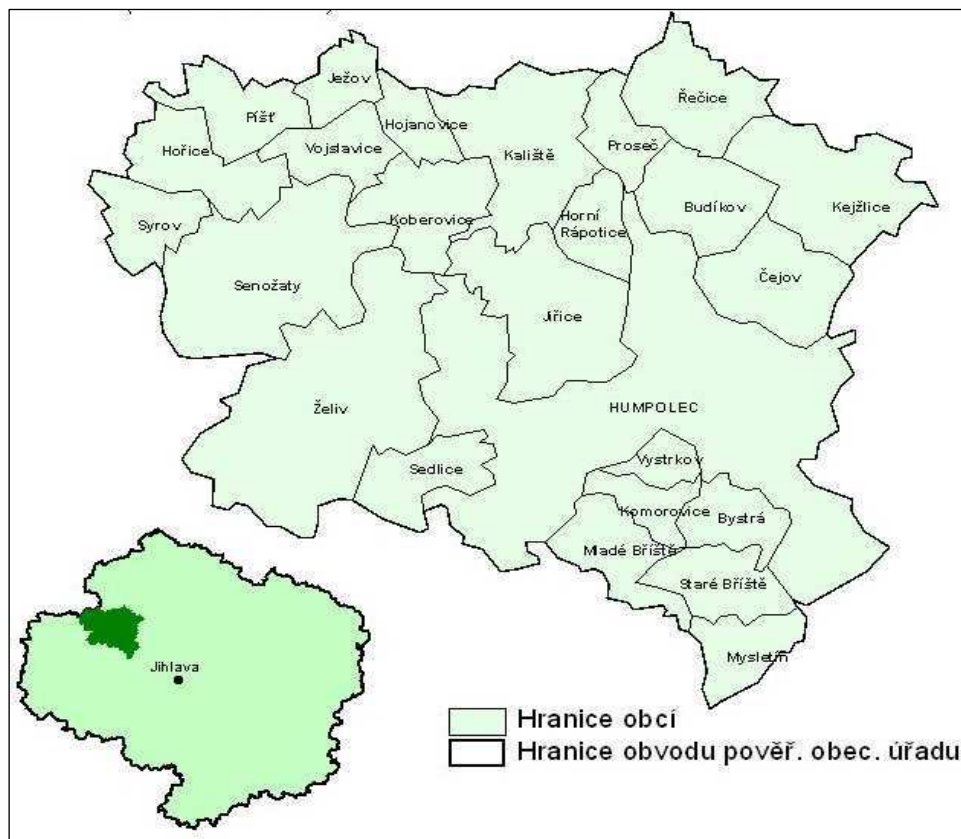 Ježov
Řečice
Píšť
Hojanovice
Hořice
Vojslavice
Kaliště
Proseč
Syrov
Koberovice
Horní
Rápotice
Budíkov
Kejžlice
Senožaty
Čejov
Jiřice
Želiv
HUMPOLEC
Sedlice
Vystrkov
Komorovice
Bystrá
Mladé Bříště
Staré Bříště
Mysletín
Jihlava
Hranice obcí
Hranice obvodu pověř. obec. úřadu